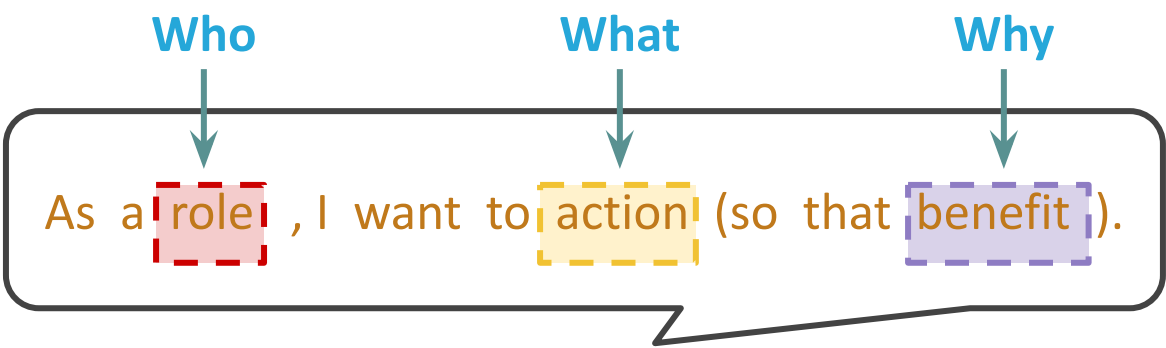 Who What Why
As a role , I want to action (so that benefit ).